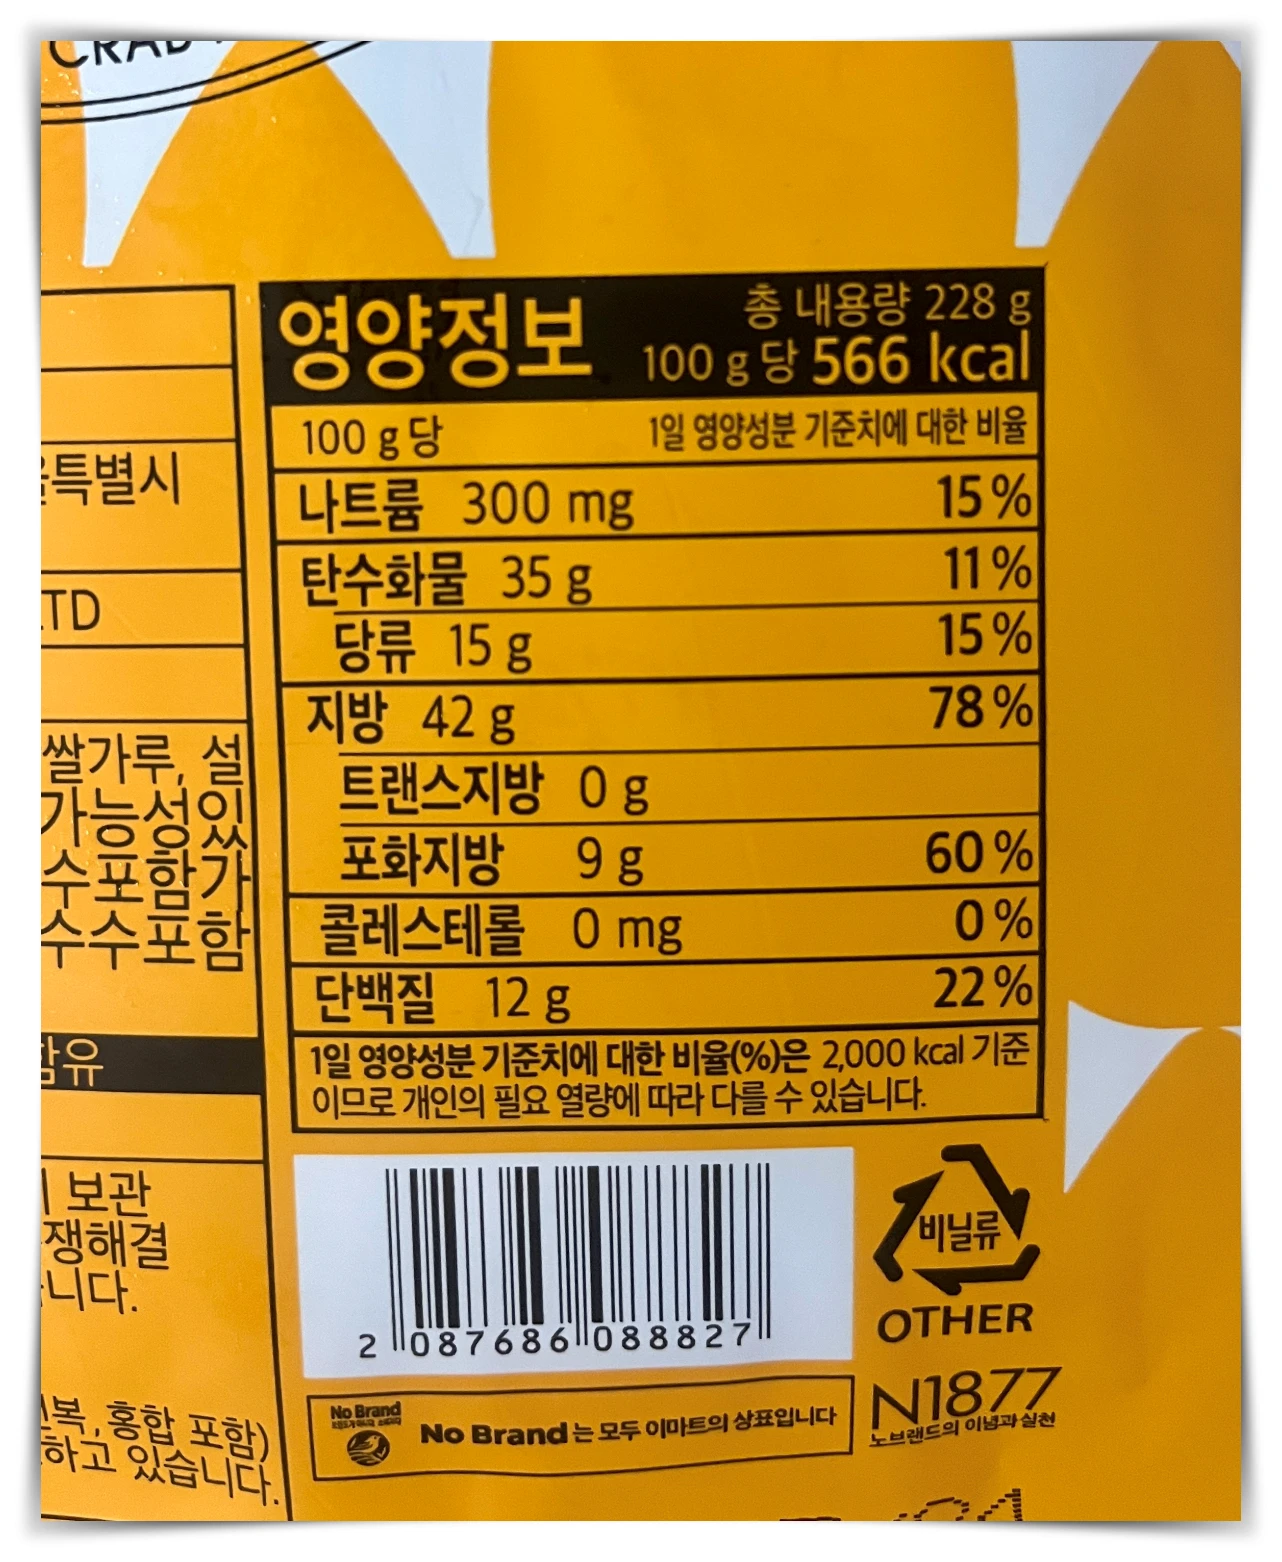 영양정보
총 내용량 228 g
100 g 당 566 kcal
100 g 당 1일 영양성분 기준치에 대한 비율
나트륨 300 mg 15 %
탄수화물 35 g 11 %
당류 15 g 15 %
지방 42 g 78 %
트랜스지방 0 g
포화지방 9 g 60 %
콜레스테롤 0 mg 0 %
단백질 12 g 22 %
1일 영양성분 기준치에 대한 비율(%)은 2,000 kcal 기준
이므로 개인의 필요 열량에 따라 다를 수 있습니다.
특별시
TD
쌀가루, 설
가능성있
수포함가
수수포함
함유
보관
쟁해결
니다.
복, 홍합 포함)
하고 있습니다.
2 087686 088827
비닐류
OTHER
No Brand
No Brand는 모두 이마트의 상표입니다
N1877
노브랜드의 이념과 실천